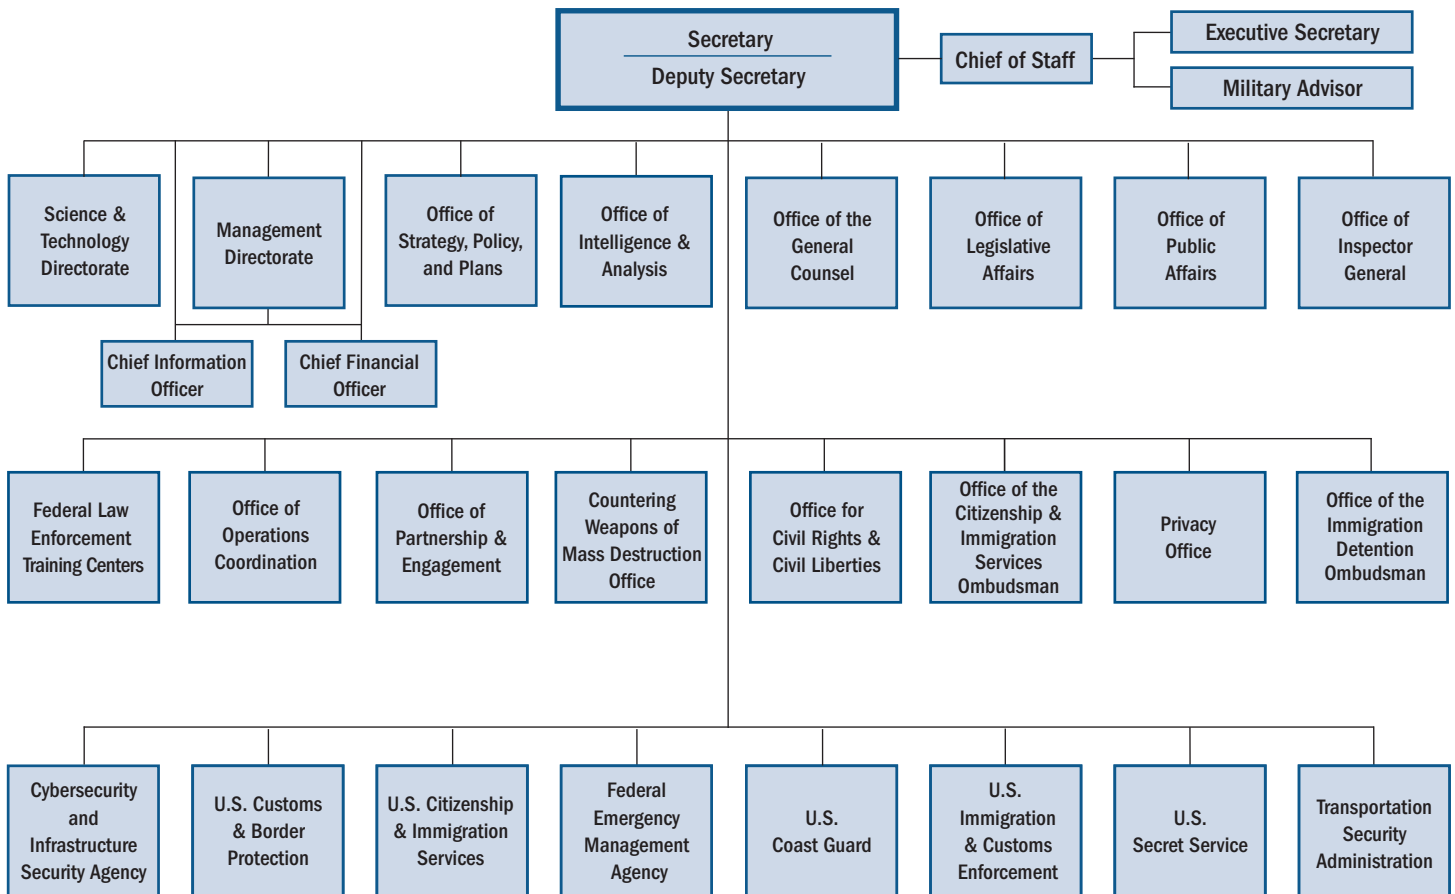 Secretary
Deputy Secretary
Chief of Staff
Executive Secretary
Military Advisor
Science &
Technology
Directorate
Management
Directorate
Office of
Strategy, Policy,
and Plans
Office of
Intelligence &
Analysis
Office of the
General
Counsel
Office of
Legislative
Affairs
Office of
Public
Affairs
Office of
Inspector
General
Chief Information
Officer
Chief Financial
Officer
Federal Law
Enforcement
Training Centers
Office of
Operations
Coordination
Office of
Partnership &
Engagement
Countering
Weapons of
Mass Destruction
Office
Office for
Civil Rights &
Civil Liberties
Office of the
Citizenship &
Immigration
Services
Ombudsman
Privacy
Office
Office of the
Immigration
Detention
Ombudsman
Cybersecurity
and
Infrastructure
Security Agency
U.S. Customs
& Border
Protection
U.S. Citizenship
& Immigration
Services
Federal
Emergency
Management
Agency
U.S.
Coast Guard
U.S.
Immigration
& Customs
Enforcement
U.S.
Secret Service
Transportation
Security
Administration